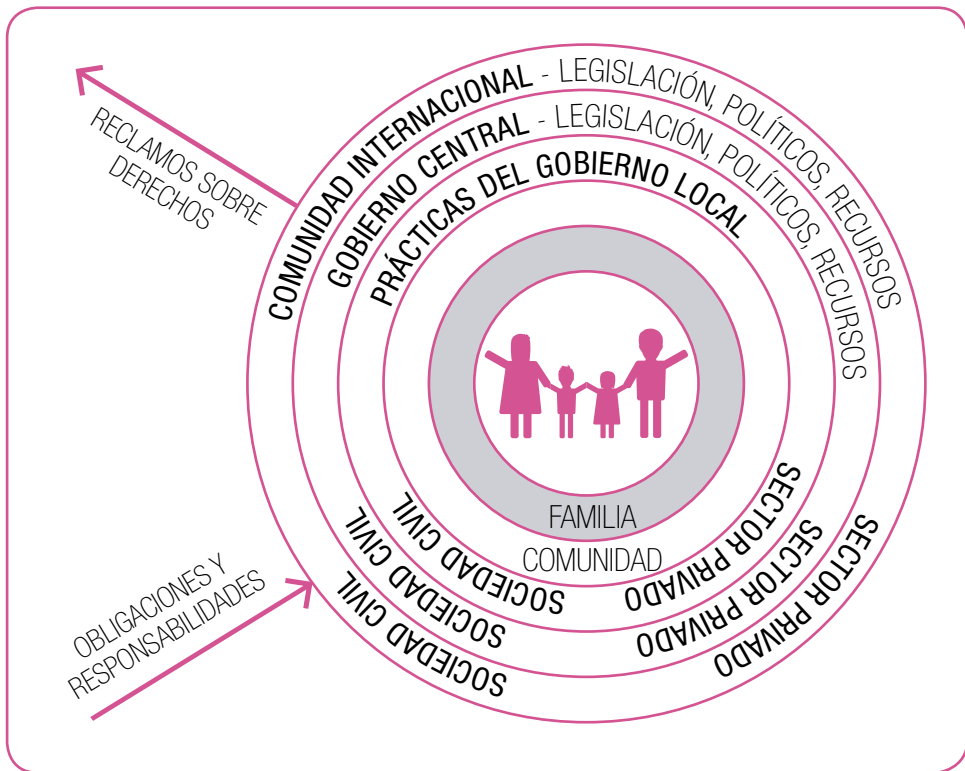 RECLAMOS SOBRE
DERECHOS
COMUNIDAD INTERNACIONAL - LEGISLACIÓN, POLÍTICOS, RECURSOS
GOBIERNO CENTRAL - LEGISLACIÓN, POLÍTICOS, RECURSOS
PRÁCTICAS DEL GOBIERNO LOCAL
FAMILIA
COMUNIDAD
SOCIEDAD CIVIL
SECTOR PRIVADO
SOCIEDAD CIVIL
SECTOR PRIVADO
SOCIEDAD CIVIL
SECTOR PRIVADO
OBLIGACIONES Y
RESPONSABILIDADES